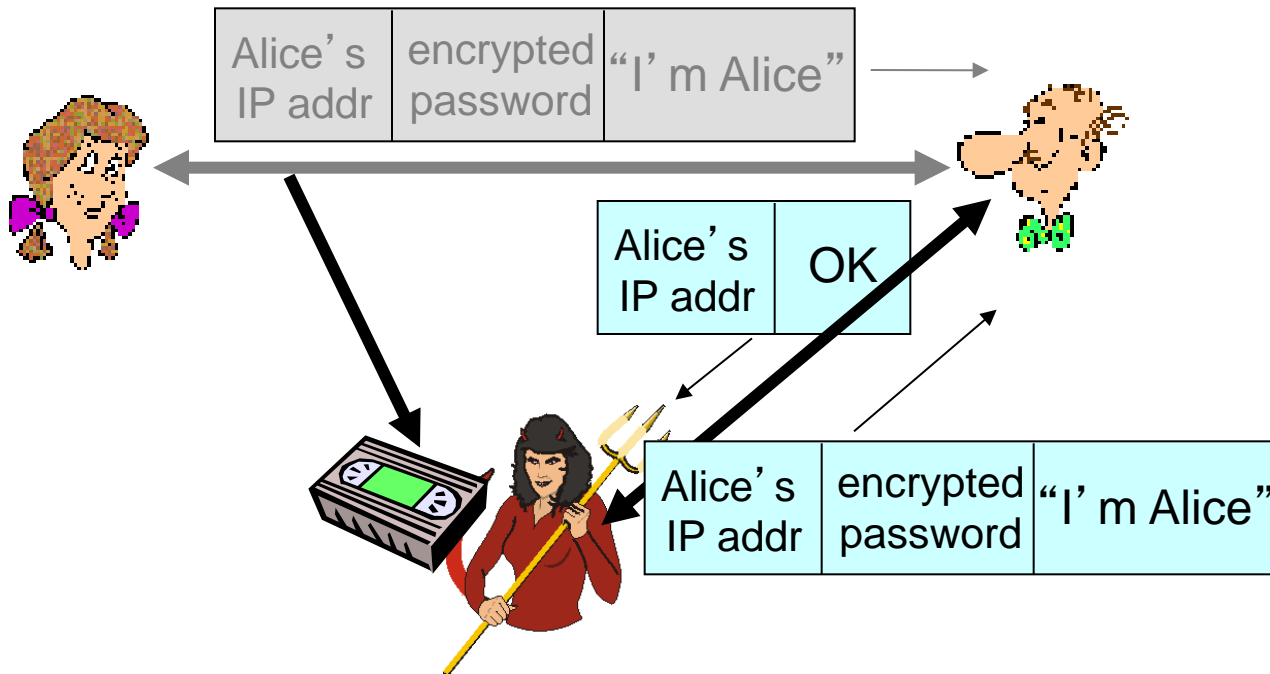 Alice’s
IP addr
encrypted
password
“I’m Alice”
Alice’s
IP addr
OK
Alice’s
IP addr
encrypted
password
“I’m Alice”